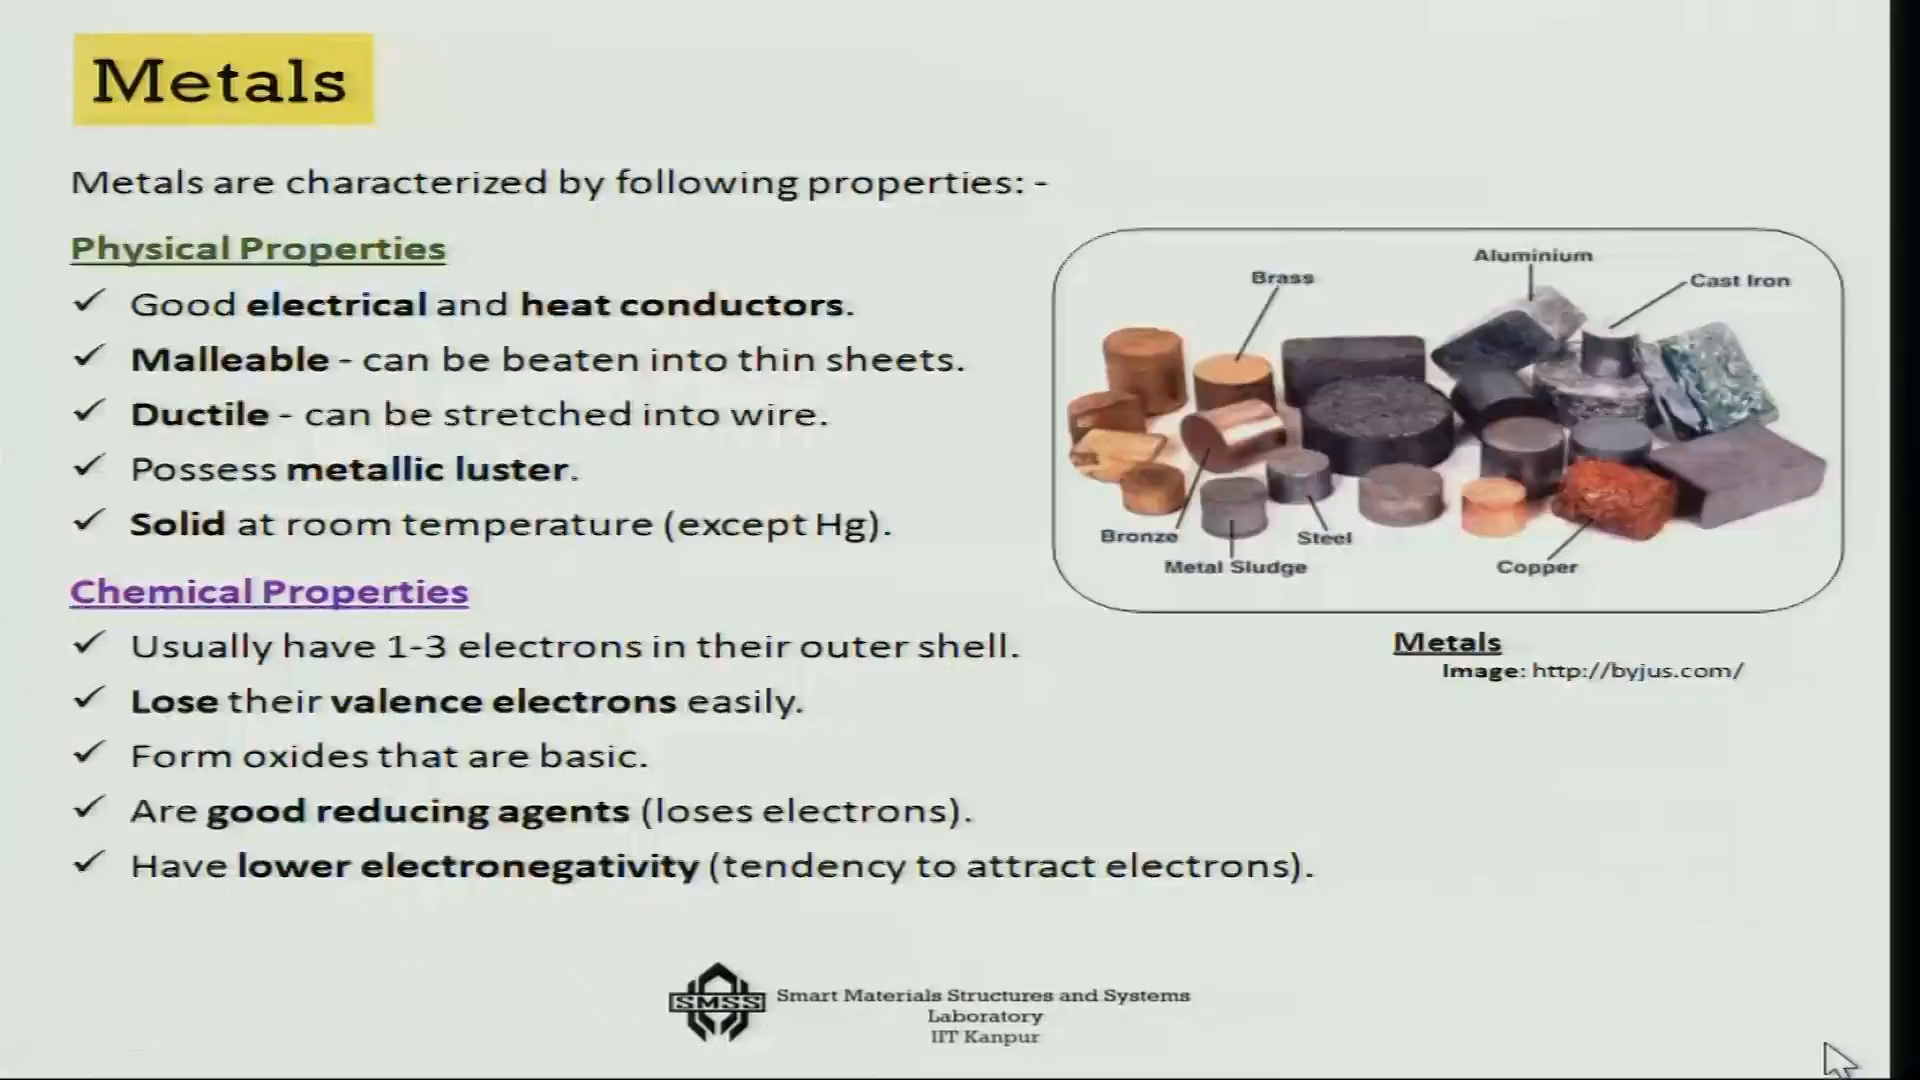 Metals
Metals are characterized by following properties: -
Physical Properties
✓ Good electrical and heat conductors.
✓ Malleable - can be beaten into thin sheets.
✓ Ductile - can be stretched into wire.
✓ Possess metallic luster.
✓ Solid at room temperature (except Hg).
Chemical Properties
✓ Usually have 1-3 electrons in their outer shell.
✓ Lose their valence electrons easily.
✓ Form oxides that are basic.
✓ Are good reducing agents (loses electrons).
✓ Have lower electronegativity (tendency to attract electrons).
Aluminium
Brass
Cast Iron
Bronze
Steel
Metal Sludge
Copper
Metals
Image: http://byjus.com/
SMSS
Smart Materials Structures and Systems
Laboratory
IIT Kanpur